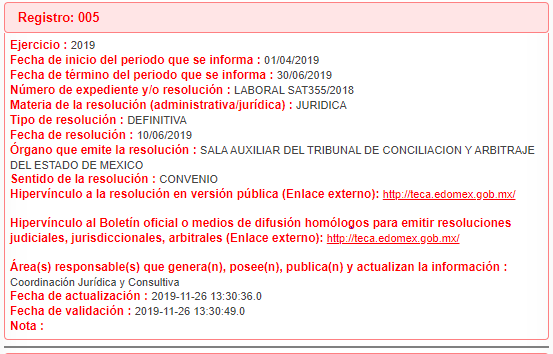 Registro: 005
Ejercicio : 2019
Fecha de inicio del periodo que se informa : 01/04/2019
Fecha de término del periodo que se informa : 30/06/2019
Número de expediente y/o resolución : LABORAL SAT355/2018
Materia de la resolución (administrativa/jurídica) : JURIDICA
Tipo de resolución : DEFINITIVA
Fecha de resolución : 10/06/2019
Órgano que emite la resolución : SALA AUXILIAR DEL TRIBUNAL DE CONCILIACION Y ARBITRAJE
DEL ESTADO DE MEXICO
Sentido de la resolución : CONVENIO
Hipervínculo a la resolución en versión pública (Enlace externo): http://teca.edomex.gob.mx/
Hipervínculo al Boletín oficial o medios de difusión homólogos para emitir resoluciones
judiciales, jurisdiccionales, arbitrales (Enlace externo): http://teca.edomex.gob.mx/
Área(s) responsable(s) que genera(n), posee(n), publica(n) y actualizan la información :
Coordinación Jurídica y Consultiva
Fecha de actualización : 2019-11-26 13:30:36.0
Fecha de validación : 2019-11-26 13:30:49.0
Nota :